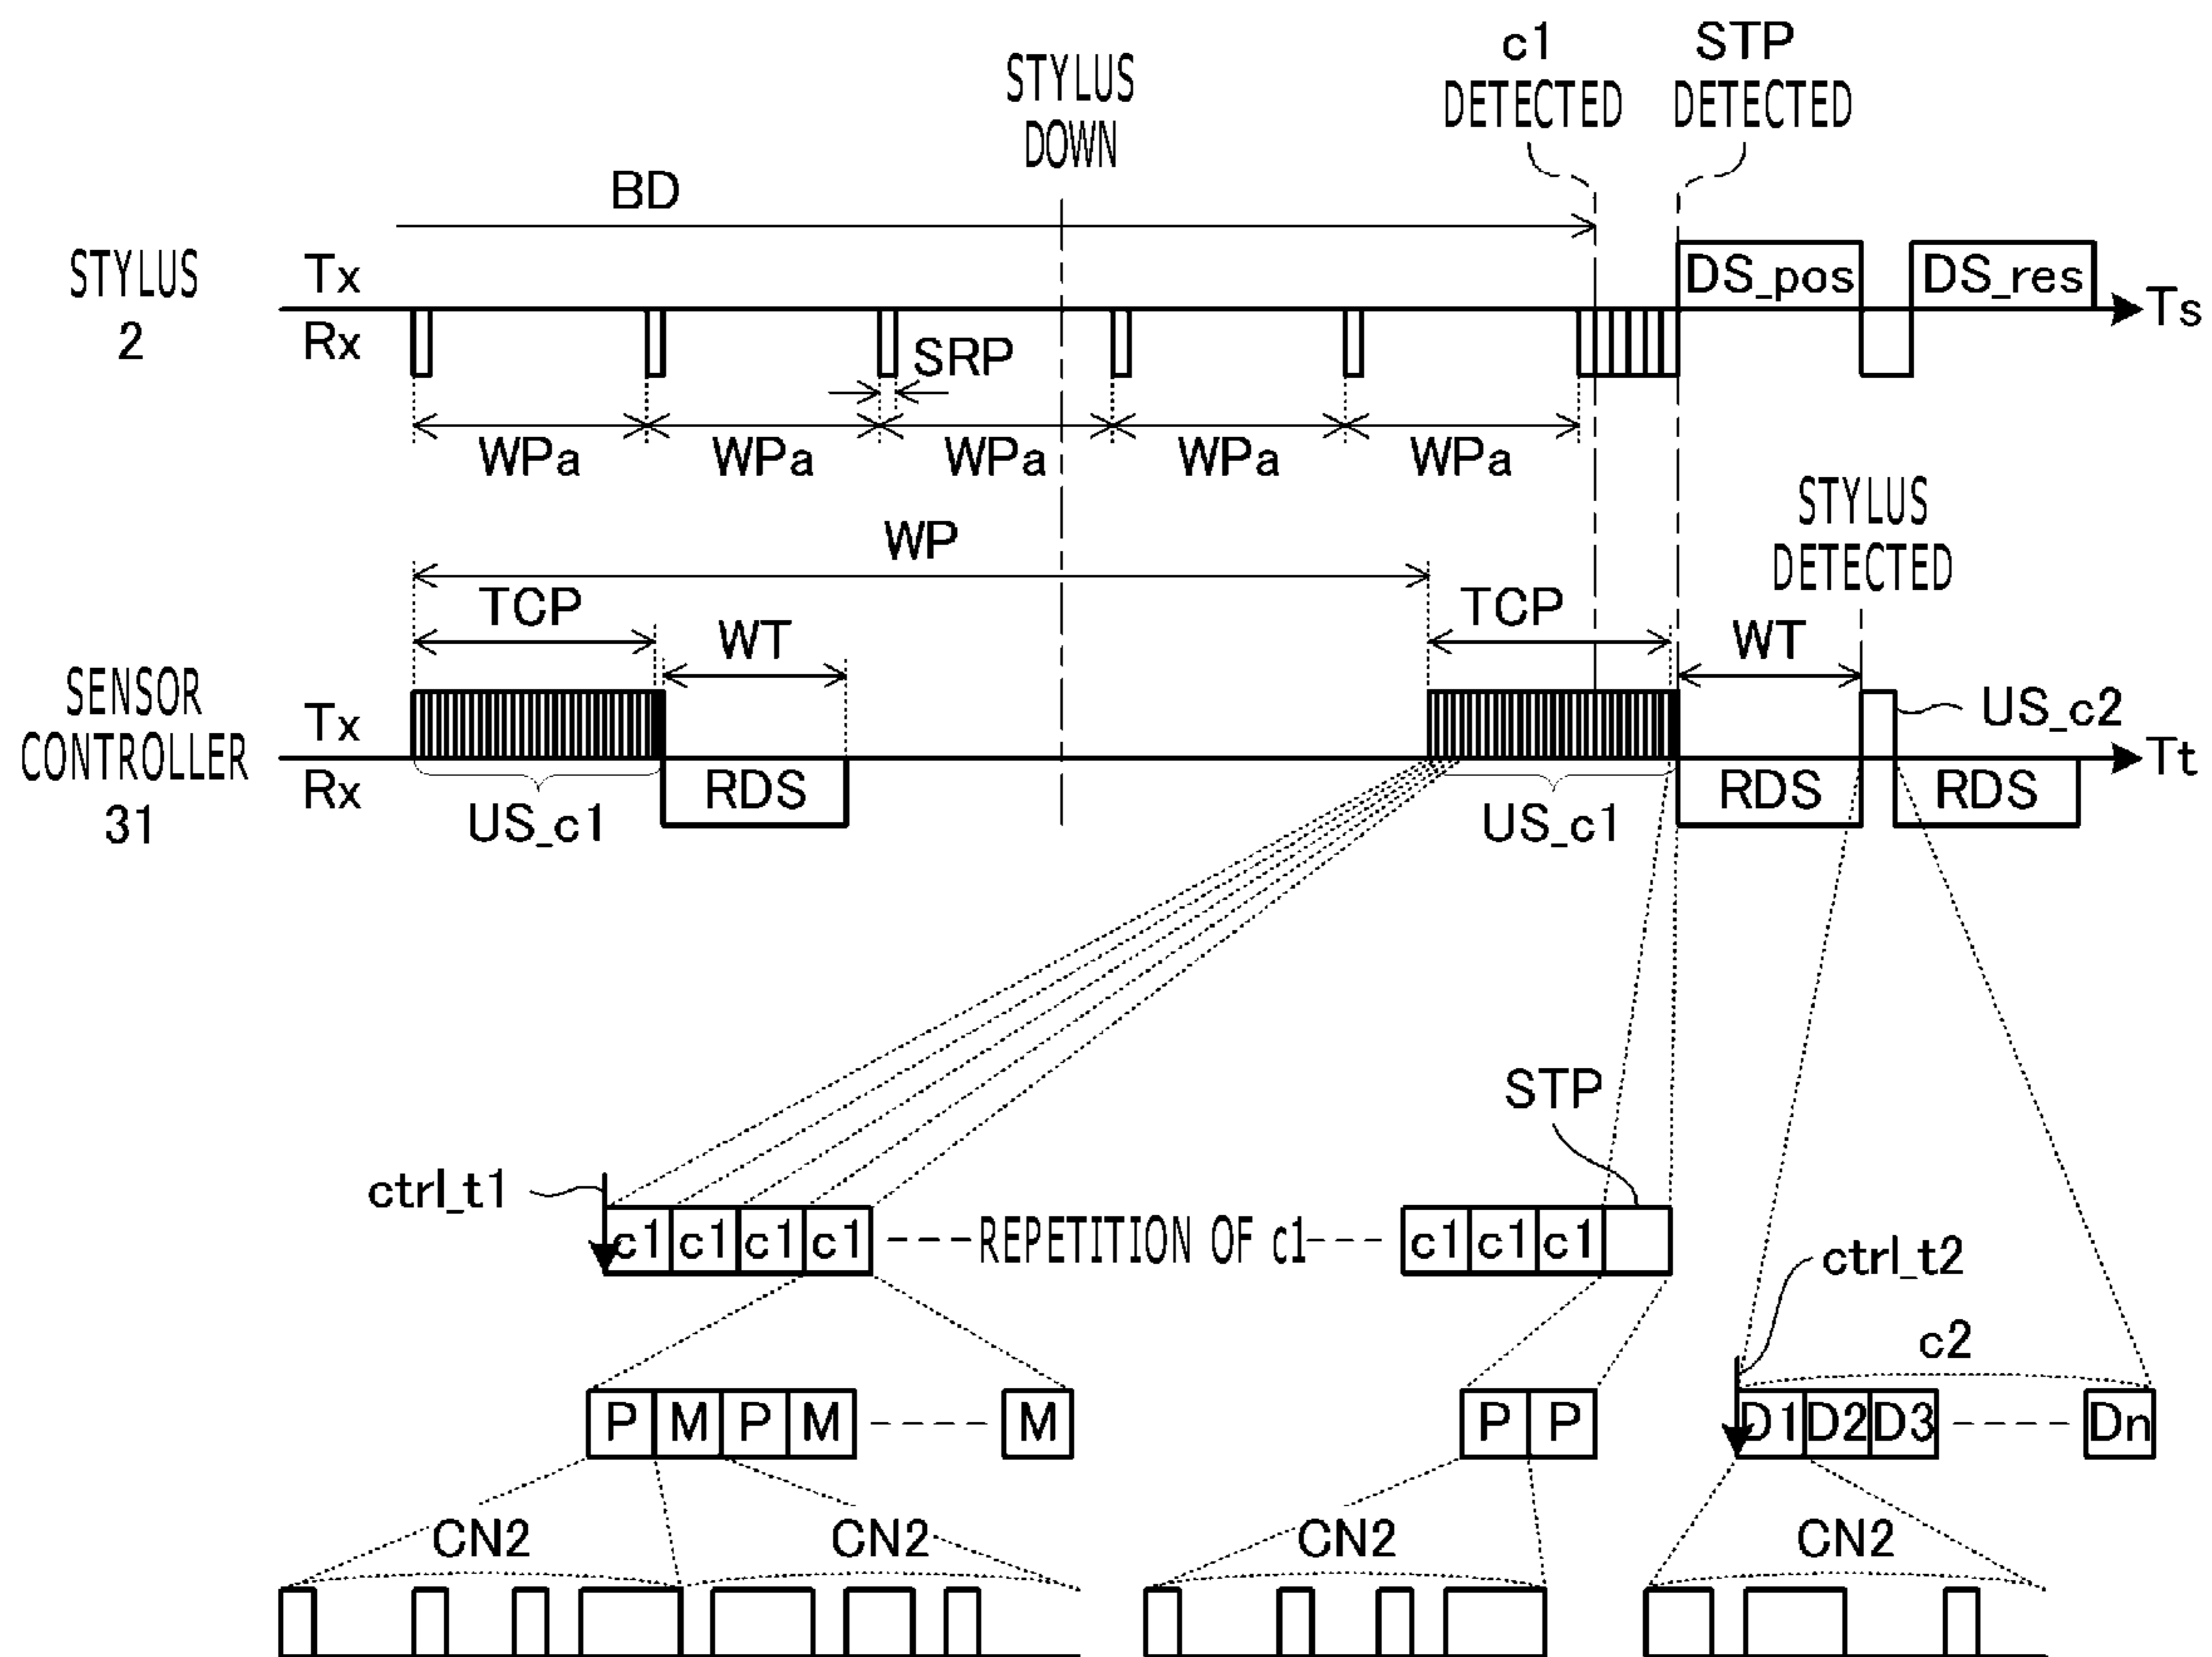 c1
DETECTED
STP
DETECTED
STYLUS
DOWN
BD
STYLUS
2
Tx
Rx
DS_pos
DS_res
Ts
SRP
WPa
WPa
WPa
WPa
WPa
STYLUS
DETECTED
WP
TCP
WT
TCP
WT
SENSOR
CONTROLLER
31
Tx
Rx
US_c2
Tt
RDS
RDS
RDS
US_c1
US_c1
STP
ctrl_t1
c1 c1 c1 c1 ----REPETITION OF c1--- c1 c1 c1
ctrl_t2
c2
P M P M ---- M
P P
D1 D2 D3 ---- Dn
CN2
CN2
CN2
CN2